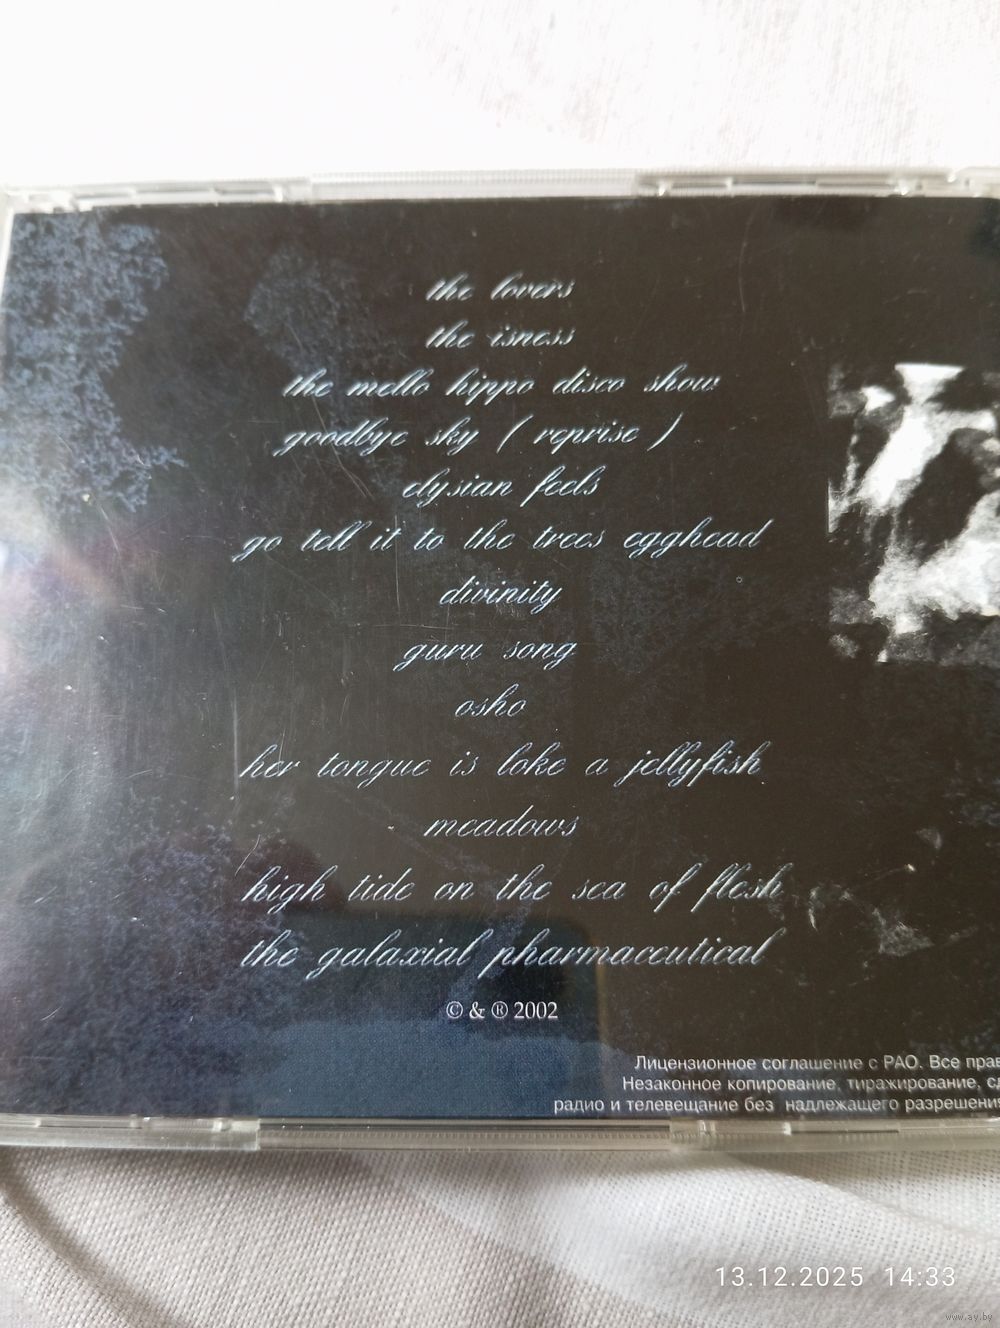 the lovers
the isness
the mello hippo disco show
goodbye sky ( reprise )
elysian feels
go tell it to the trees egghead
divinity
guru song
osho
her tongue is loke a jellyfish
meadows
high tide on the sea of flesh
the galaxial pharmaceutical
© & ® 2002
Лицензионное соглашение с РАО. Все прав
Незаконное копирование, тиражирование, сд
радио и телевещание без надлежащего разрешения
13.12.2025 14:33
www.ay.by